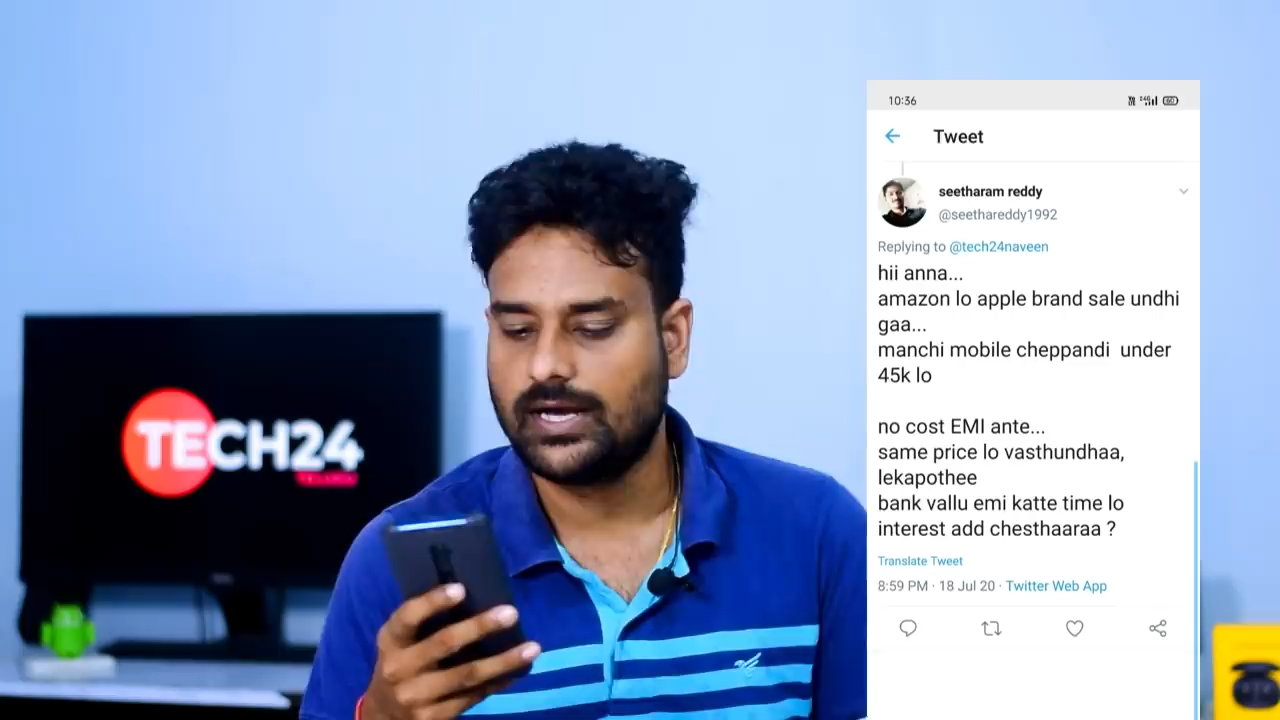 TECH24
TELUGU
10:36
Tweet
seetharam reddy
@seethareddy1992
Replying to @tech24naveen
hii anna...
amazon lo apple brand sale undhi
gaa...
manchi mobile cheppandi under
45k lo
no cost EMI ante...
same price lo vasthundhaa,
lekapothee
bank vallu emi katte time lo
interest add chesthaaraa ?
Translate Tweet
8:59 PM · 18 Jul 20 · Twitter Web App